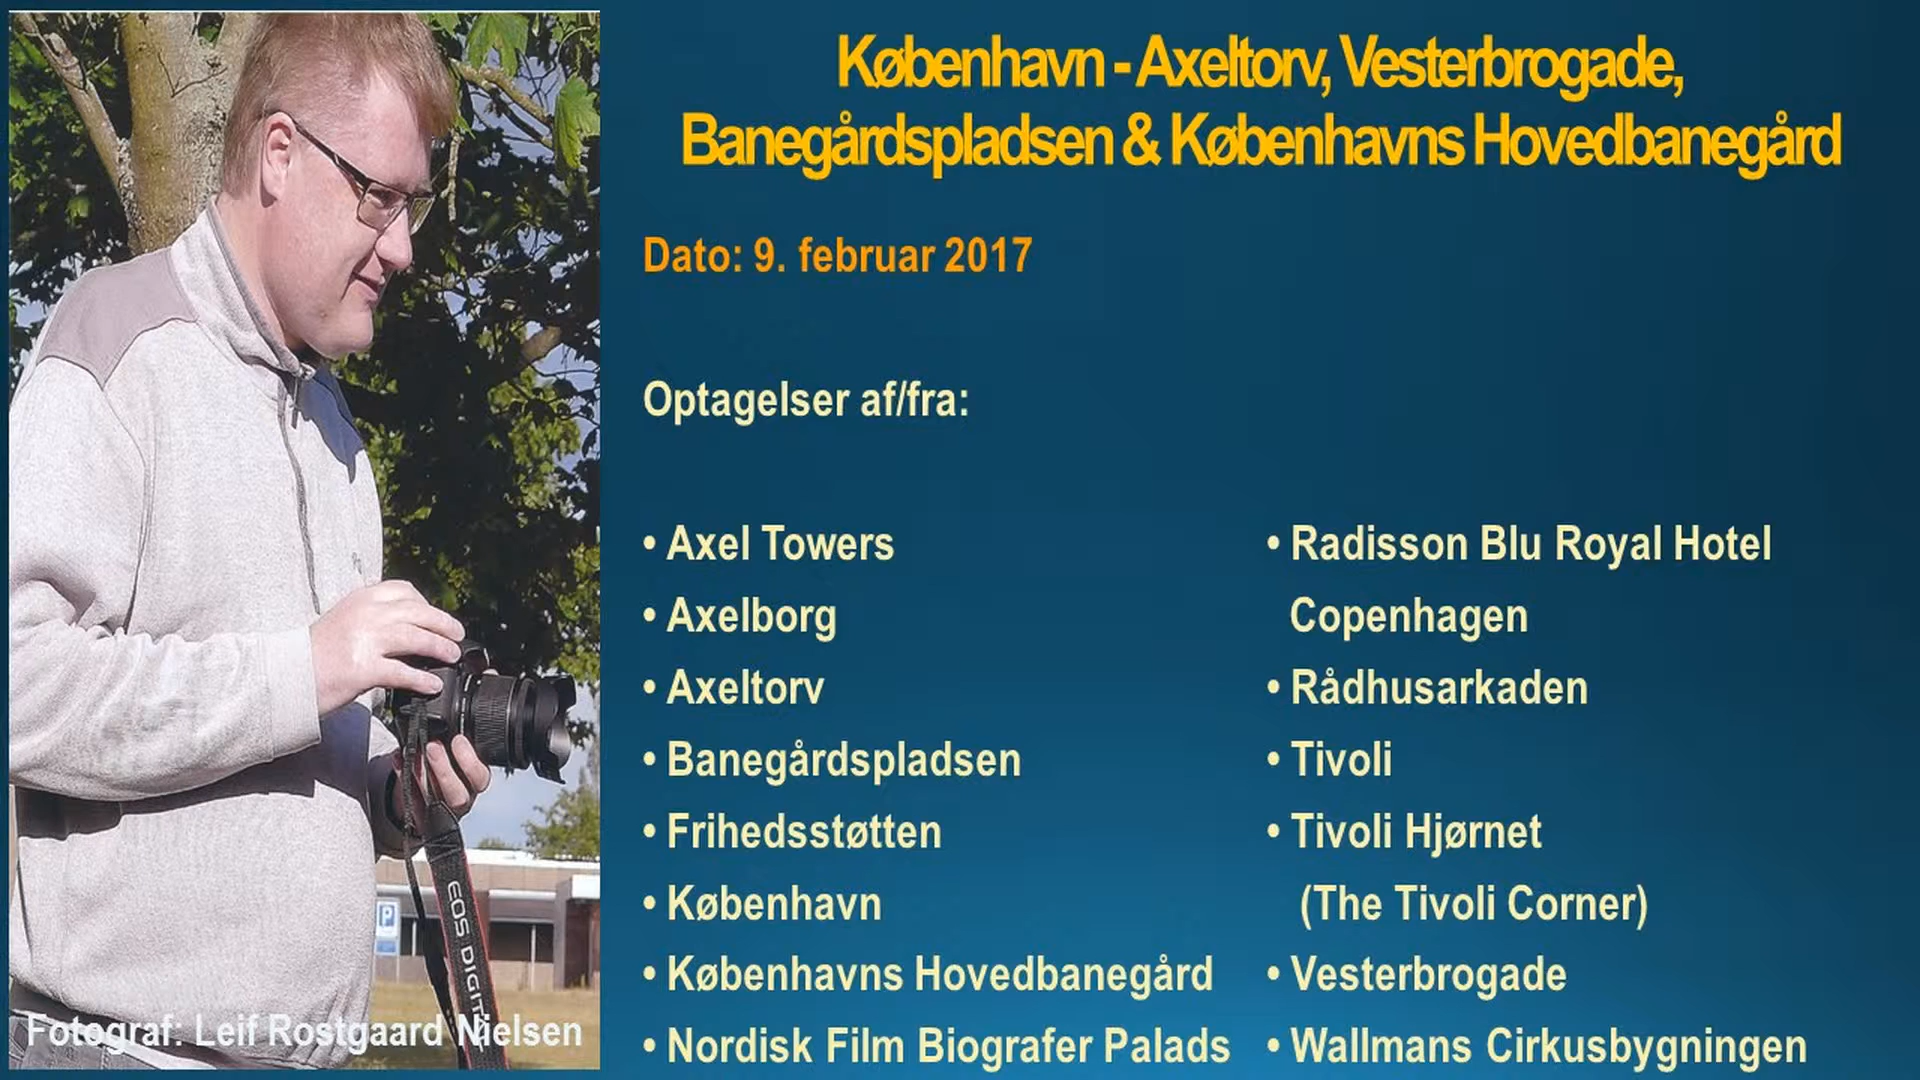 København - Axeltorv, Vesterbrogade,
Banegårdspladsen & Københavns Hovedbanegård
Dato: 9. februar 2017
Optagelser af/fra:
• Axel Towers
• Axelborg
• Axeltorv
• Banegårdspladsen
• Frihedsstøtten
• København
• Københavns Hovedbanegård
• Nordisk Film Biografer Palads
• Radisson Blu Royal Hotel
Copenhagen
• Rådhusarkaden
• Tivoli
• Tivoli Hjørnet
(The Tivoli Corner)
• Vesterbrogade
• Wallmans Cirkusbygningen
P
EOS DIGIT
Fotograf: Leif Rostgaard Nielsen